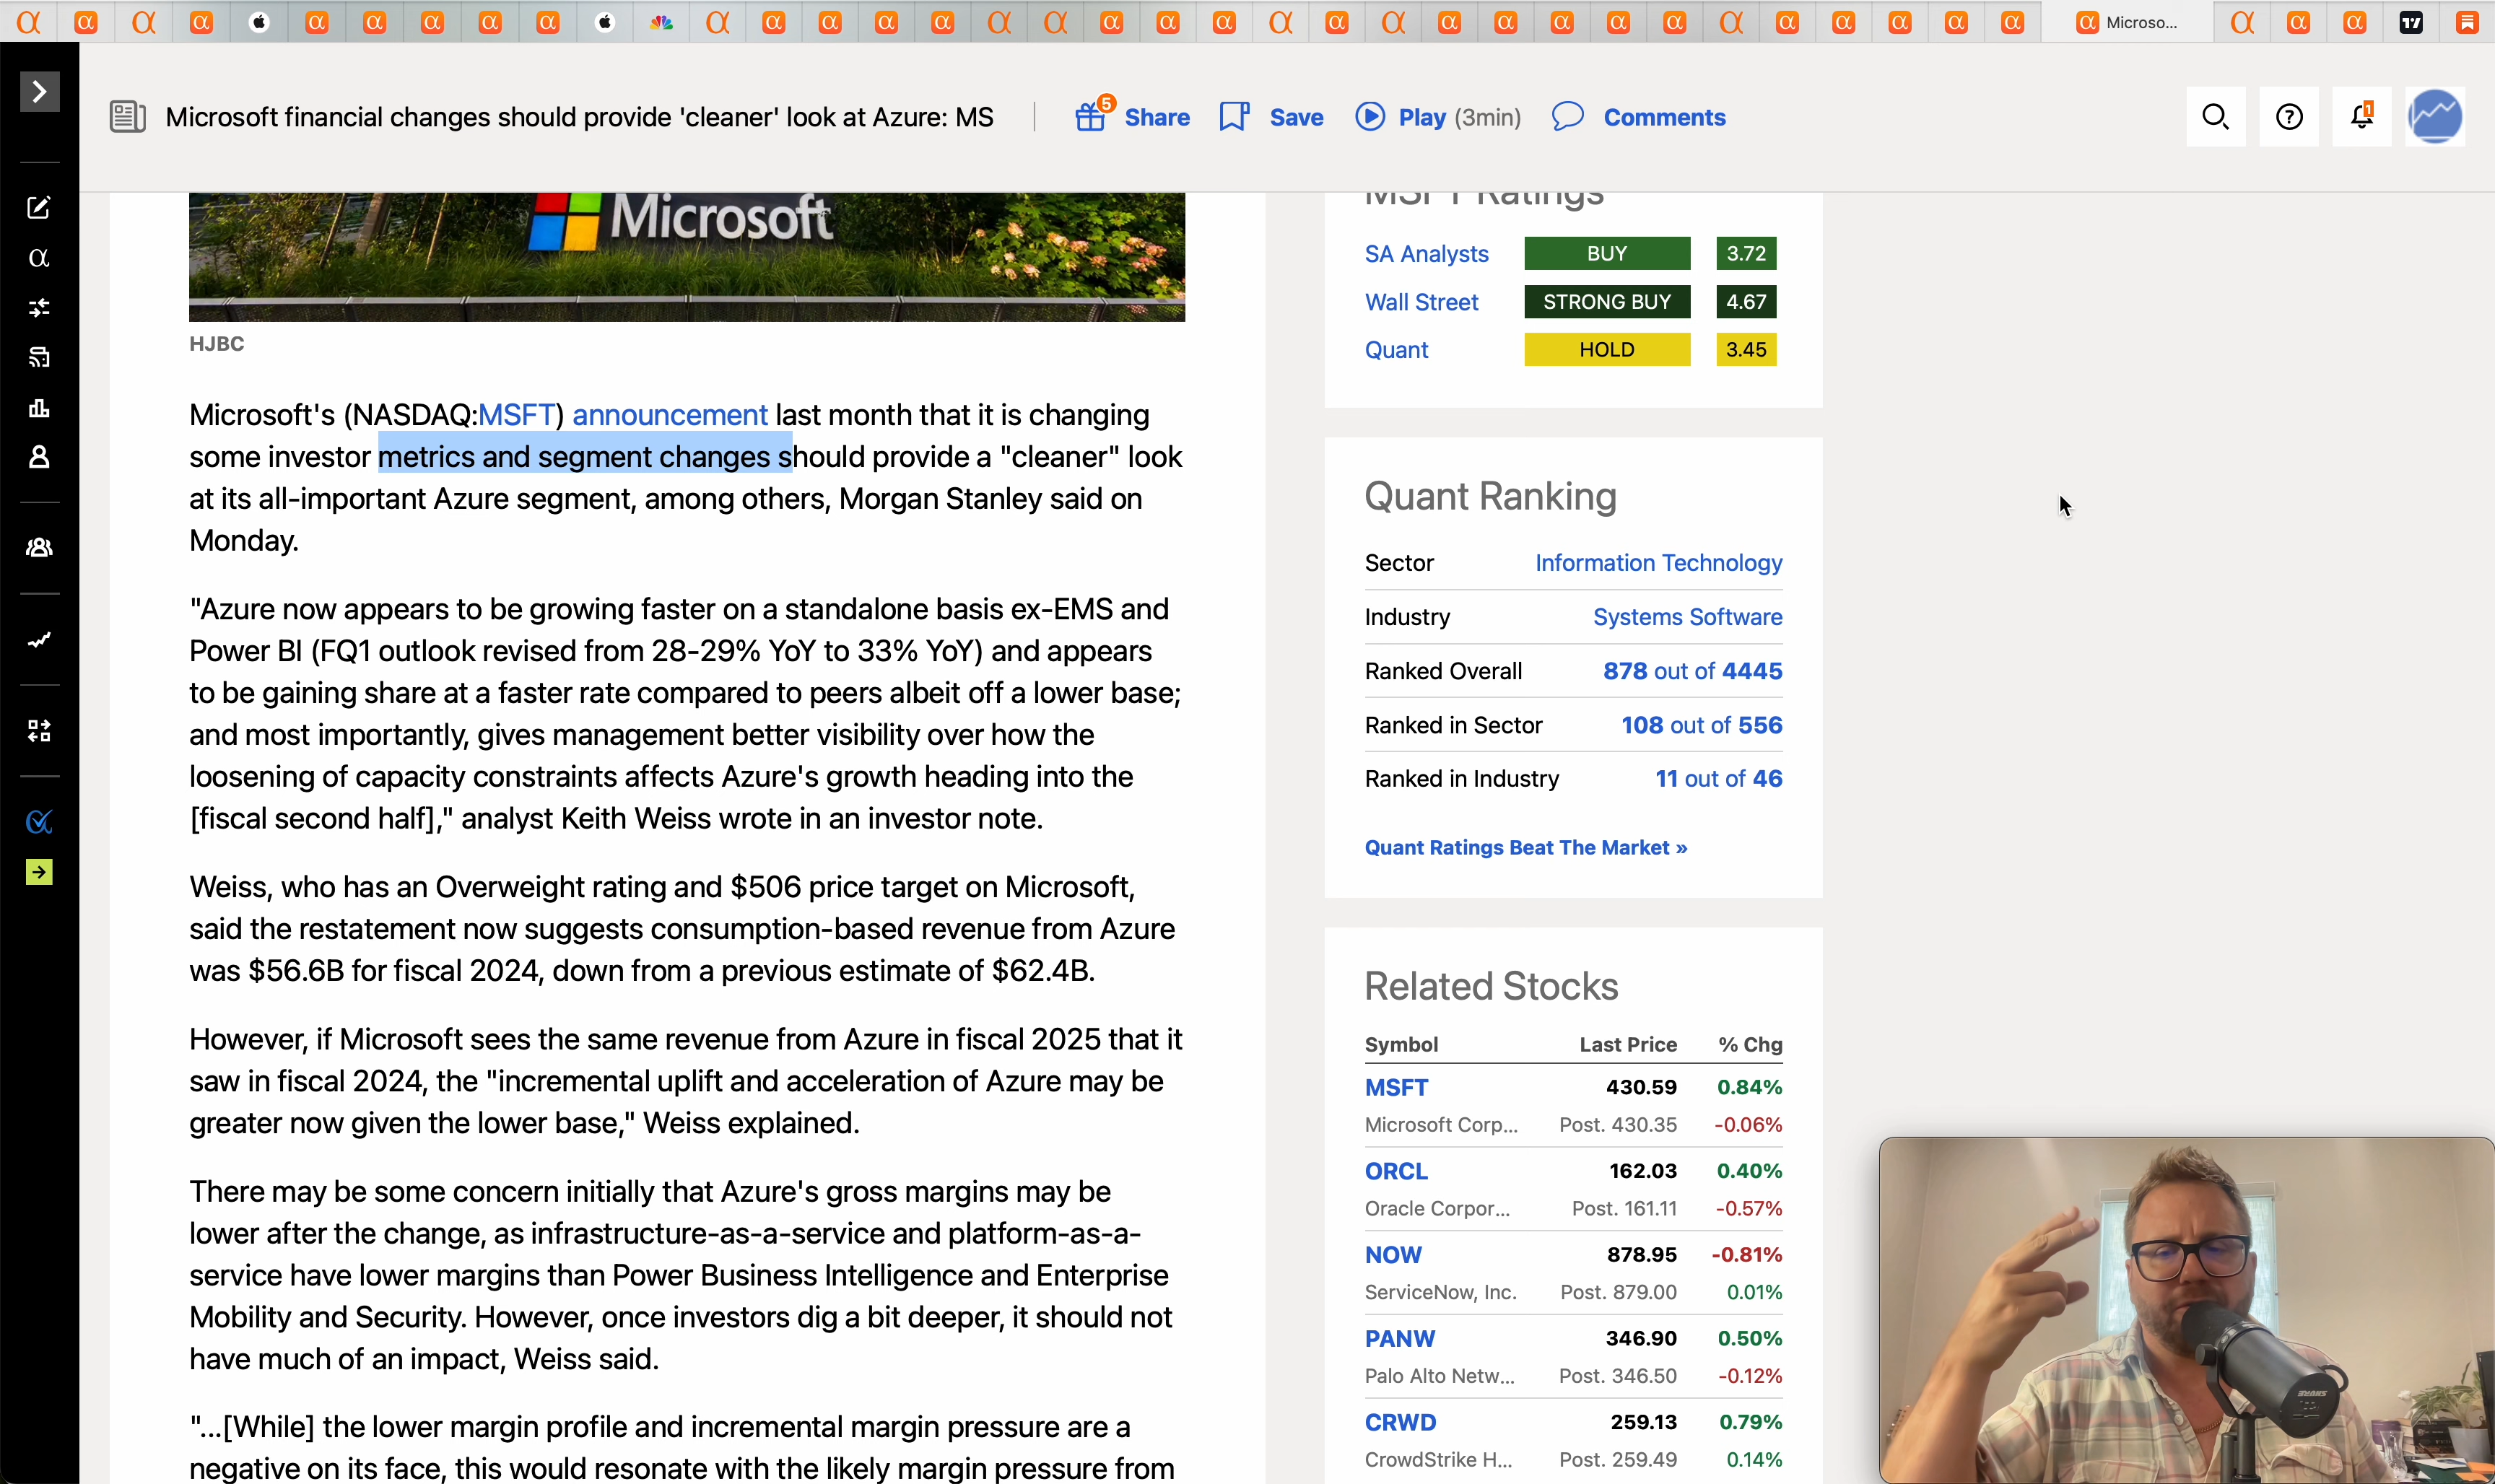 Microso...
Microsoft financial changes should provide 'cleaner' look at Azure: MS
5
Share
Save
Play (3min)
Comments
1
Microsoft
HJBC
Microsoft's (NASDAQ:MSFT) announcement last month that it is changing
some investor metrics and segment changes should provide a "cleaner" look
at its all-important Azure segment, among others, Morgan Stanley said on
Monday.
"Azure now appears to be growing faster on a standalone basis ex-EMS and
Power BI (FQ1 outlook revised from 28-29% YoY to 33% YoY) and appears
to be gaining share at a faster rate compared to peers albeit off a lower base;
and most importantly, gives management better visibility over how the
loosening of capacity constraints affects Azure's growth heading into the
[fiscal second half]," analyst Keith Weiss wrote in an investor note.
Weiss, who has an Overweight rating and $506 price target on Microsoft,
said the restatement now suggests consumption-based revenue from Azure
was $56.6B for fiscal 2024, down from a previous estimate of $62.4B.
However, if Microsoft sees the same revenue from Azure in fiscal 2025 that it
saw in fiscal 2024, the "incremental uplift and acceleration of Azure may be
greater now given the lower base," Weiss explained.
There may be some concern initially that Azure's gross margins may be
lower after the change, as infrastructure-as-a-service and platform-as-a-
service have lower margins than Power Business Intelligence and Enterprise
Mobility and Security. However, once investors dig a bit deeper, it should not
have much of an impact, Weiss said.
"...[While] the lower margin profile and incremental margin pressure are a
negative on its face, this would resonate with the likely margin pressure from
MSFT Ratings
SA Analysts BUY 3.72
Wall Street STRONG BUY 4.67
Quant HOLD 3.45
Quant Ranking
Sector Information Technology
Industry Systems Software
Ranked Overall 878 out of 4445
Ranked in Sector 108 out of 556
Ranked in Industry 11 out of 46
Quant Ratings Beat The Market »
Related Stocks
Symbol Last Price % Chg
MSFT 430.59 0.84%
Microsoft Corp... Post. 430.35 -0.06%
ORCL 162.03 0.40%
Oracle Corpor... Post. 161.11 -0.57%
NOW 878.95 -0.81%
ServiceNow, Inc. Post. 879.00 0.01%
PANW 346.90 0.50%
Palo Alto Netw... Post. 346.50 -0.12%
CRWD 259.13 0.79%
CrowdStrike H... Post. 259.49 0.14%
SHURE